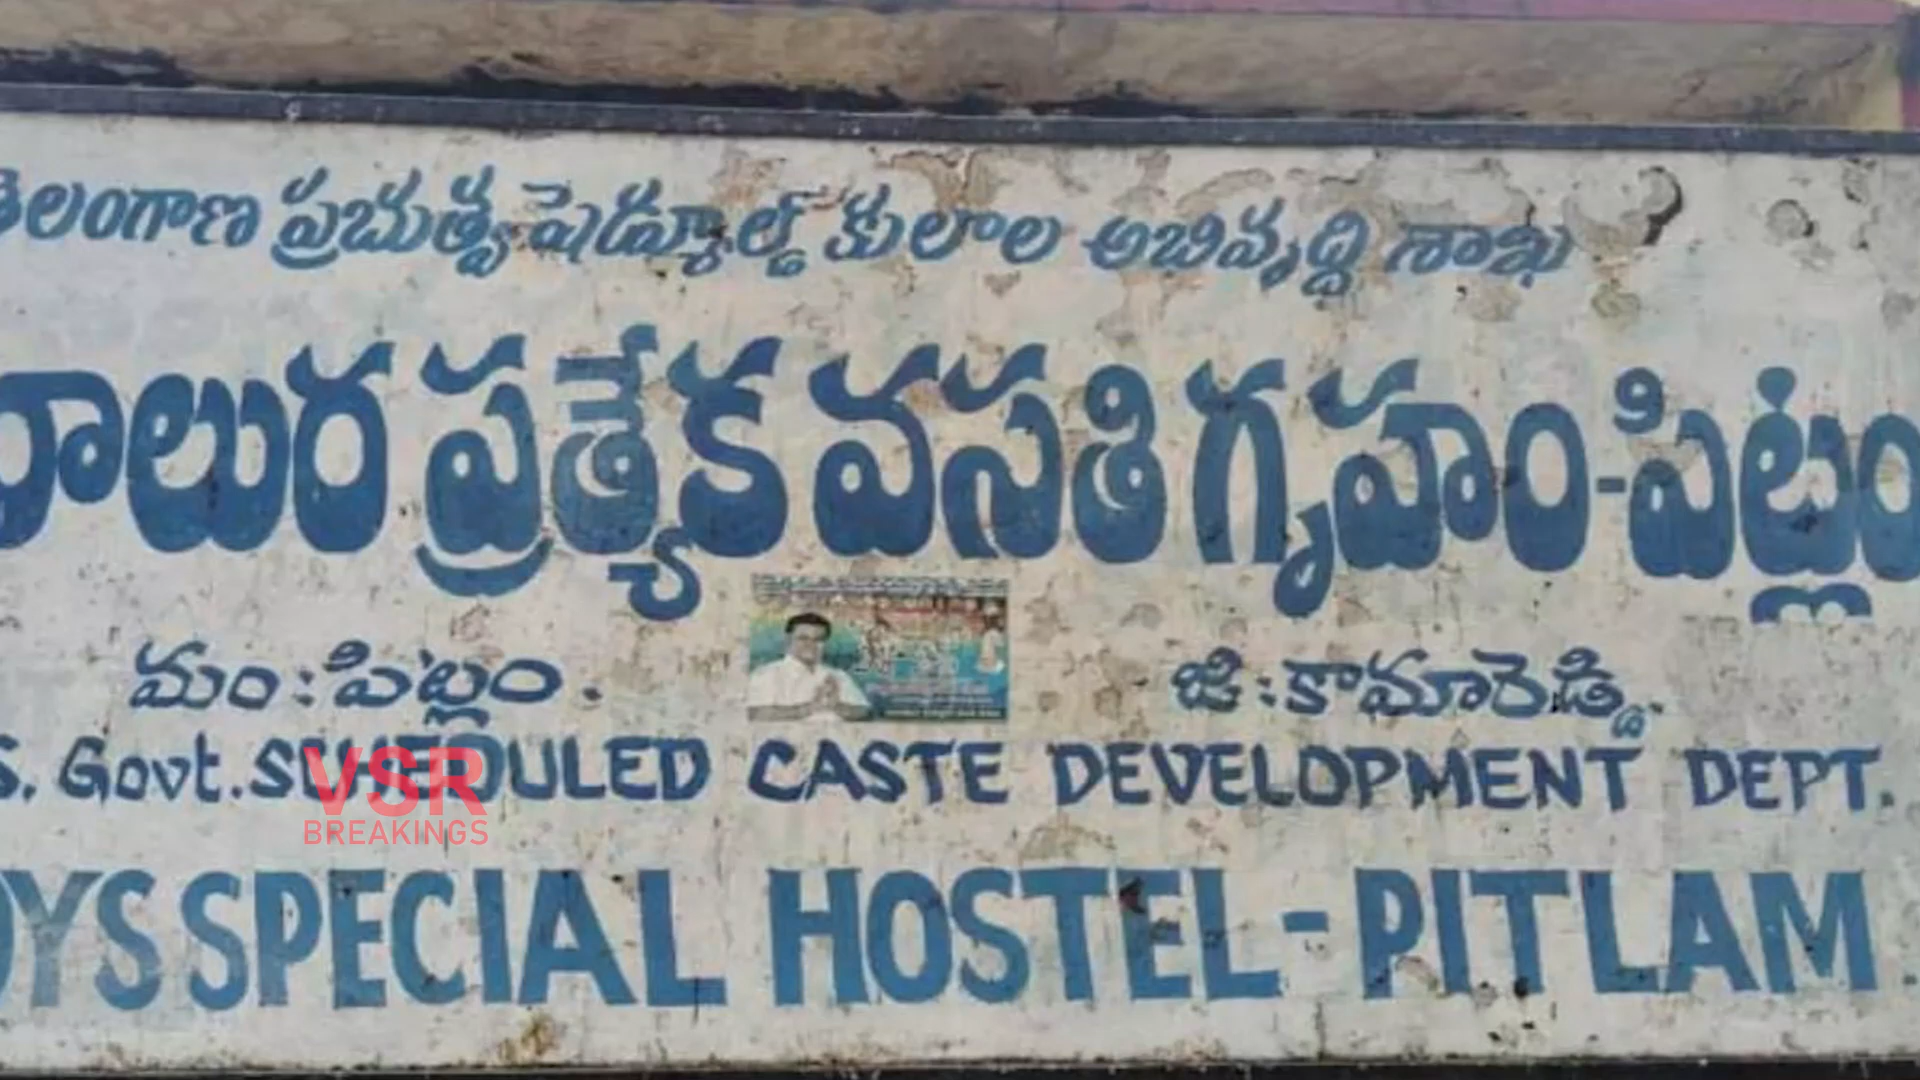 తెలంగాణ ప్రభుత్వ షెడ్యూల్డ్ కులాల అభివృద్ధి శాఖ
బాలుర ప్రత్యేక వసతి గృహం-పిట్లం
మం:పిట్లం.
జి:కామారెడ్డి.
S. Govt. SCHEDULED CASTE DEVELOPMENT DEPT.
OYS SPECIAL HOSTEL - PITLAM.
VSR
BREAKINGS